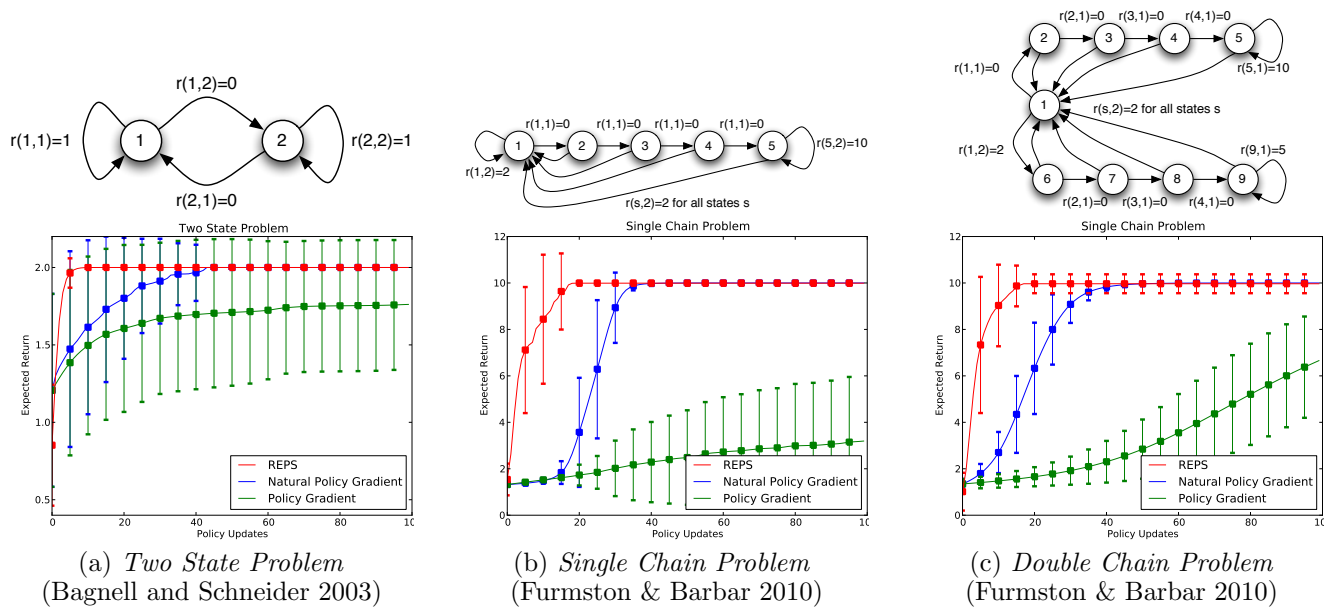 r(1,2)=0
r(1,1)=1
1
2
r(2,2)=1
r(2,1)=0
Two State Problem
Expected Return
2.0
1.5
1.0
0.5
0
20
40
60
80
10
Policy Updates
REPS
Natural Policy Gradient
Policy Gradient
(a) Two State Problem
(Bagnell and Schneider 2003)
r(1,1)=0
r(1,1)=0
r(1,1)=0
r(1,1)=0
1
2
3
4
5
r(5,2)=10
r(1,2)=2
r(s,2)=2 for all states s
Single Chain Problem
Expected Return
12
10
8
6
4
2
0
0
20
40
60
80
10
Policy Updates
REPS
Natural Policy Gradient
Policy Gradient
(b) Single Chain Problem
(Furmston & Barbar 2010)
r(2,1)=0
r(3,1)=0
r(4,1)=0
2
3
4
5
r(1,1)=0
r(5,1)=10
1
r(s,2)=2 for all states s
r(1,2)=2
r(9,1)=5
6
7
8
9
r(2,1)=0
r(3,1)=0
r(4,1)=0
Single Chain Problem
Expected Return
12
10
8
6
4
2
0
0
20
40
60
80
10
Policy Updates
REPS
Natural Policy Gradient
Policy Gradient
(c) Double Chain Problem
(Furmston & Barbar 2010)